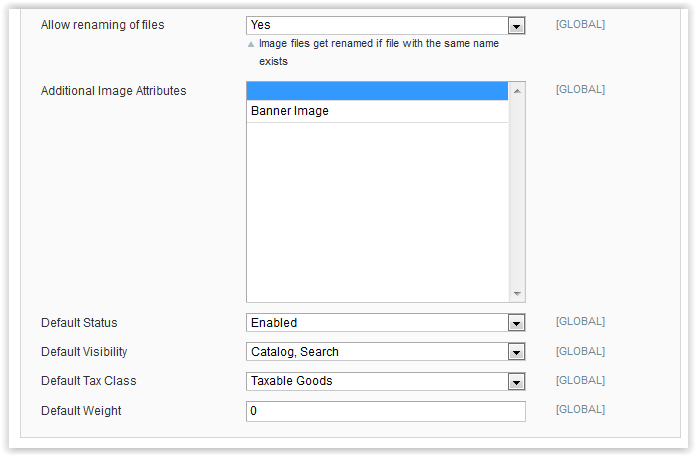 Allow renaming of files Yes [GLOBAL]
Image files get renamed if file with the same name
exists
Additional Image Attributes [GLOBAL]
Banner Image
Default Status Enabled [GLOBAL]
Default Visibility Catalog, Search [GLOBAL]
Default Tax Class Taxable Goods [GLOBAL]
Default Weight 0 [GLOBAL]